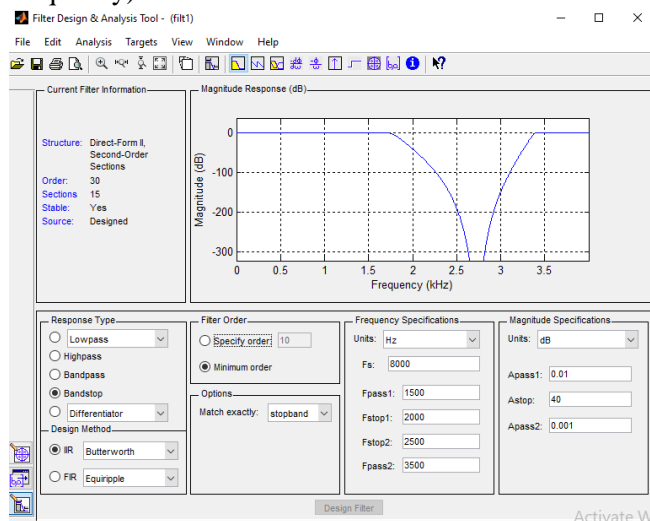 Filter Design & Analysis Tool - (filt1)
File Edit Analysis Targets View Window Help
Current Filter Information
Structure: Direct-Form II,
Second-Order
Sections
Order: 30
Sections 15
Stable: Yes
Source: Designed
Magnitude Response (dB)
0
-100
-200
-300
Magnitude (dB)
0 0.5 1 1.5 2 2.5 3 3.5
Frequency (kHz)
Response Type
Lowpass
Highpass
Bandpass
Bandstop
Differentiator
Design Method
IIR Butterworth
FIR Equiripple
Filter Order
Specify order: 10
Minimum order
Options
Match exactly: stopband
Frequency Specifications
Units: Hz
Fs: 8000
Fpass1: 1500
Fstop1: 2000
Fstop2: 2500
Fpass2: 3500
Magnitude Specifications
Units: dB
Apass1: 0.01
Astop: 40
Apass2: 0.001
Design Filter
Activate W